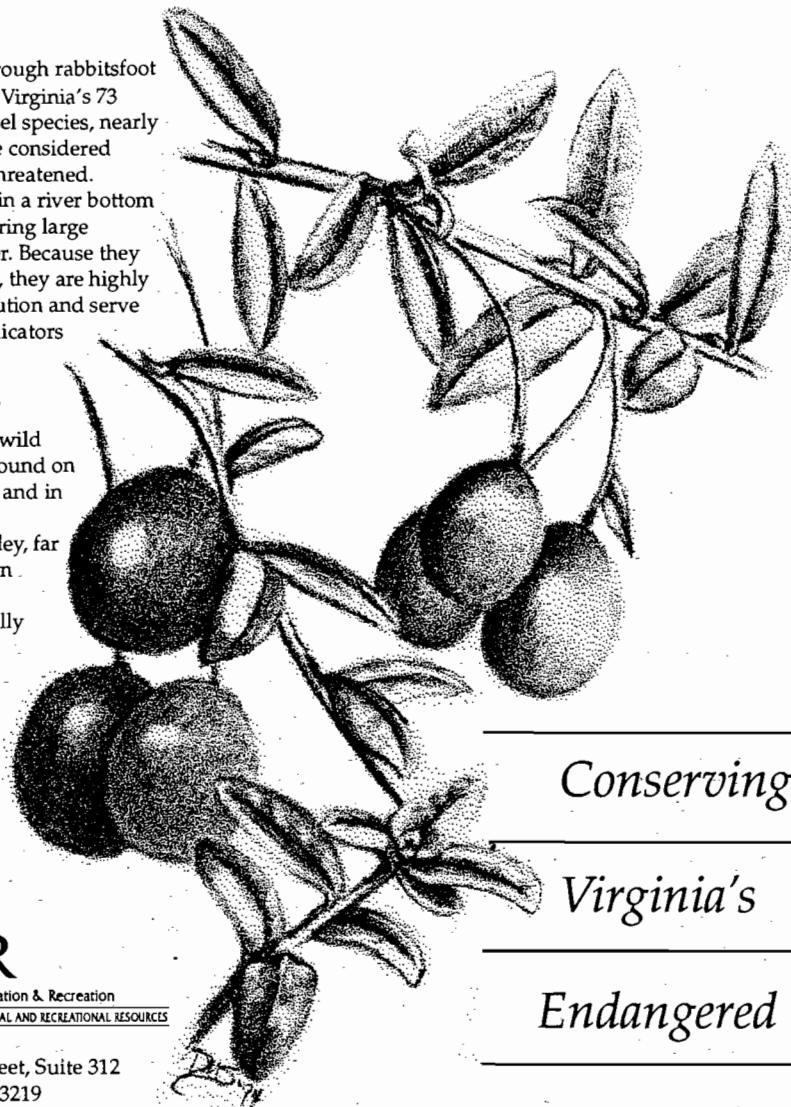 rough rabbitsfoot
Virginia's 73
el species, nearly
e considered
hreatened.
in a river bottom
ring large
r. Because they
, they are highly
ution and serve
icators
wild
ound on
and in
ley, far
n
lly
R
ation & Recreation
AL AND RECREATIONAL RESOURCES
eet, Suite 312
3219
Conserving
Virginia's
Endangered